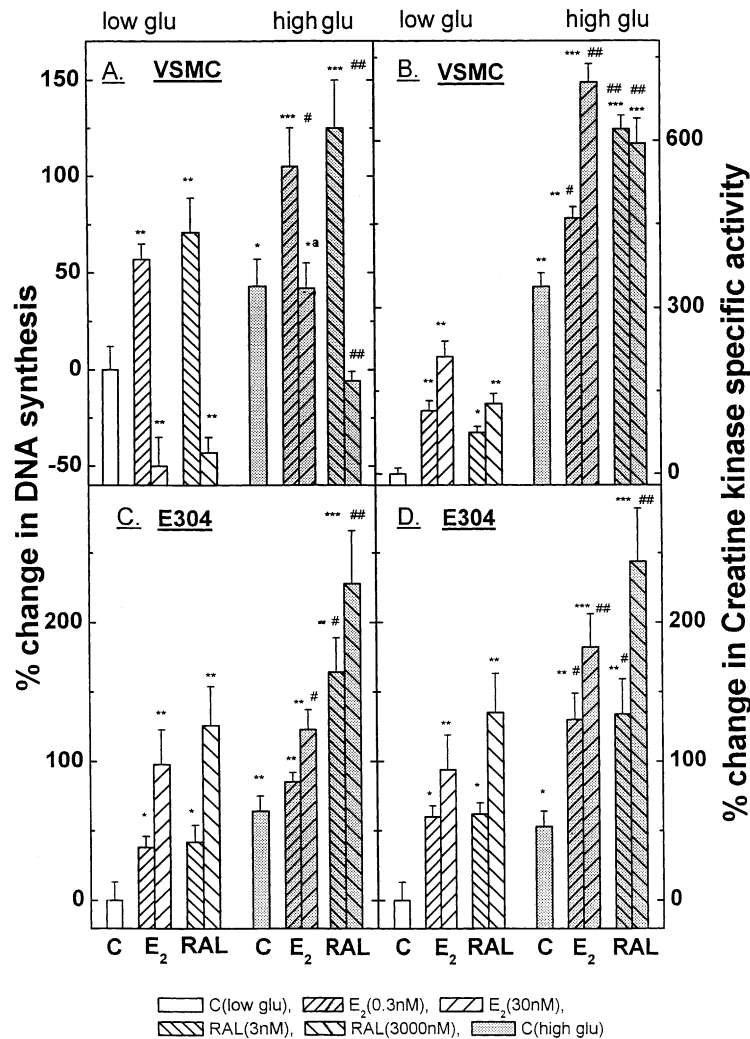 low glu high glu low glu high glu
A. VSMC
B. VSMC
150
100
50
0
-50
600
300
0
*** ##
*** #
** ** * * a
** ** ##
*** ##
## ##
*** ***
** #
** ** ** * **
C. E304
D. E304
200
100
0
200
100
0
*** ##
#
** #
** ** * * ** **
*** ##
*** ##
** # ** #
** ** * * *
C E2 RAL C E2 RAL C E2 RAL C E2 RAL
% change in DNA synthesis
% change in Creatine kinase specific activity
C(low glu), E2(0.3nM), E2(30nM),
RAL(3nM), RAL(3000nM), C(high glu)